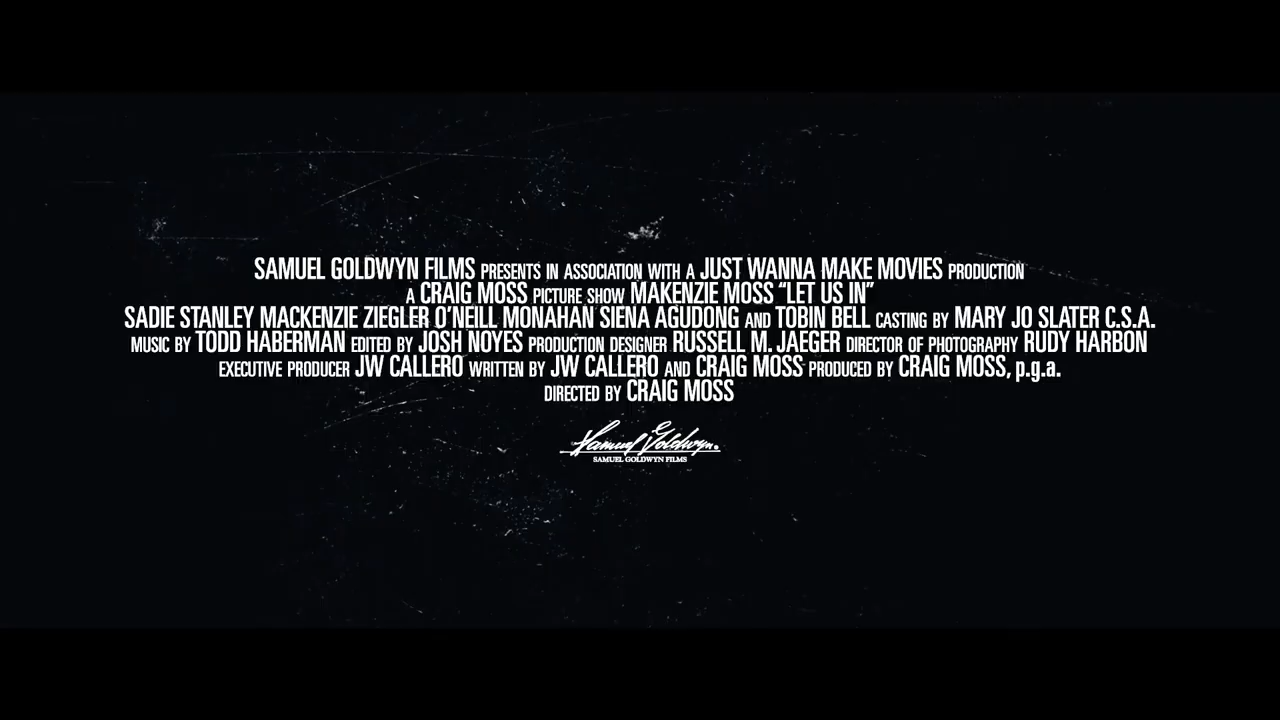 SAMUEL GOLDWYN FILMS PRESENTS IN ASSOCIATION WITH A JUST WANNA MAKE MOVIES PRODUCTION
A CRAIG MOSS PICTURE SHOW MAKENZIE MOSS “LET US IN”
SADIE STANLEY MACKENZIE ZIEGLER O’NEILL MONAHAN SIENA AGUDONG AND TOBIN BELL CASTING BY MARY JO SLATER C.S.A.
MUSIC BY TODD HABERMAN EDITED BY JOSH NOYES PRODUCTION DESIGNER RUSSELL M. JAEGER DIRECTOR OF PHOTOGRAPHY RUDY HARBON
EXECUTIVE PRODUCER JW CALLERO WRITTEN BY JW CALLERO AND CRAIG MOSS PRODUCED BY CRAIG MOSS, p.g.a.
DIRECTED BY CRAIG MOSS
Samuel Goldwyn.
SAMUEL GOLDWYN FILMS